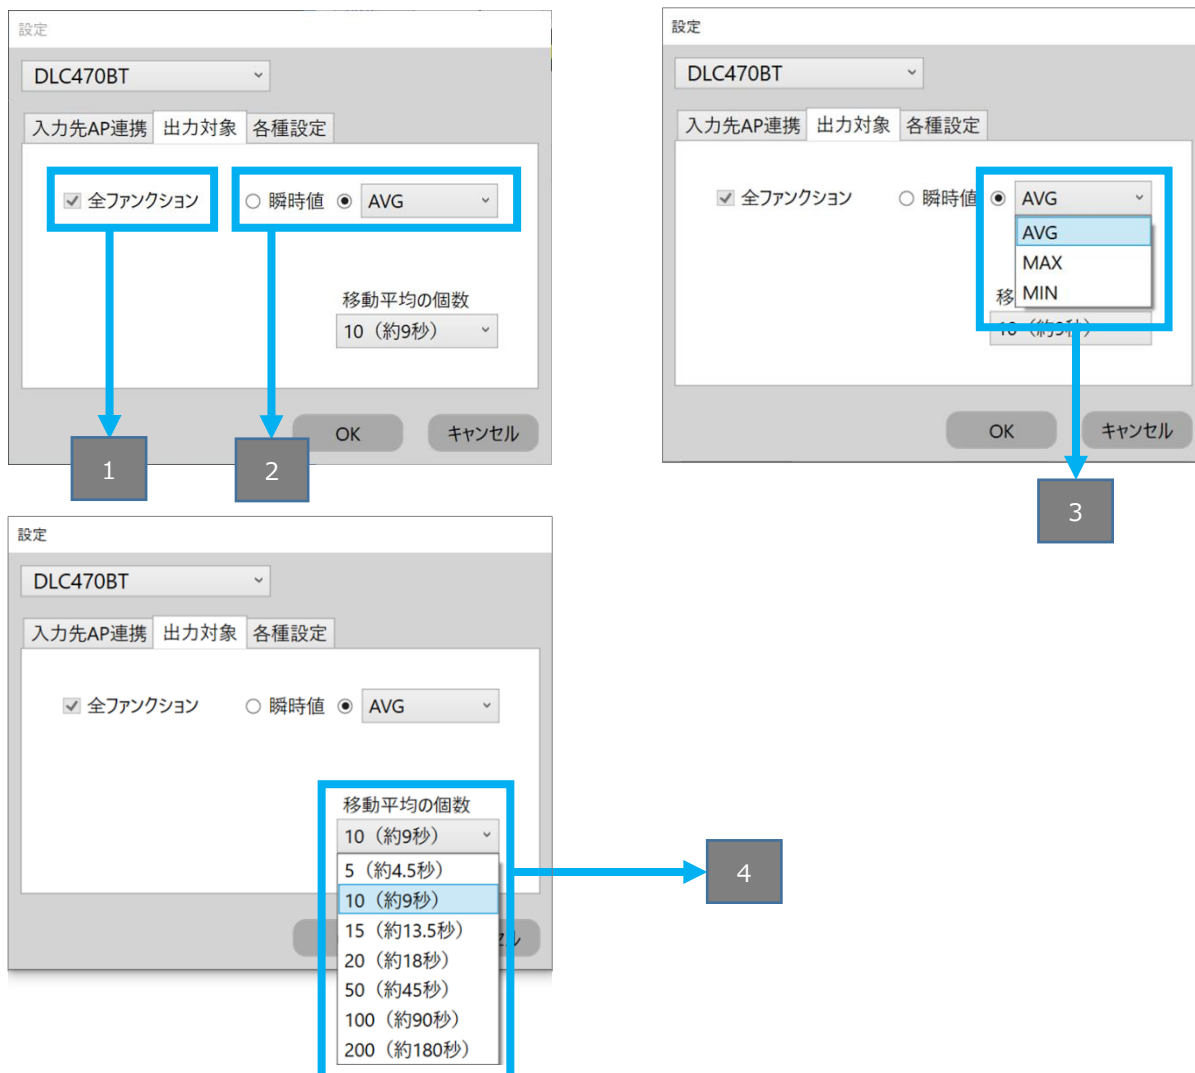 設定
DLC470BT
入力先AP連携 出力対象 各種設定
全ファンクション 瞬時値 AVG
移動平均の個数
10（約9秒）
OK キャンセル
1 2
設定
DLC470BT
入力先AP連携 出力対象 各種設定
全ファンクション 瞬時値 AVG
AVG
MAX
移 MIN
10（約9秒）
OK キャンセル
3
設定
DLC470BT
入力先AP連携 出力対象 各種設定
全ファンクション 瞬時値 AVG
移動平均の個数
10（約9秒）
5（約4.5秒）
10（約9秒）
15（約13.5秒）
20（約18秒）
50（約45秒）
100（約90秒）
200（約180秒）
4